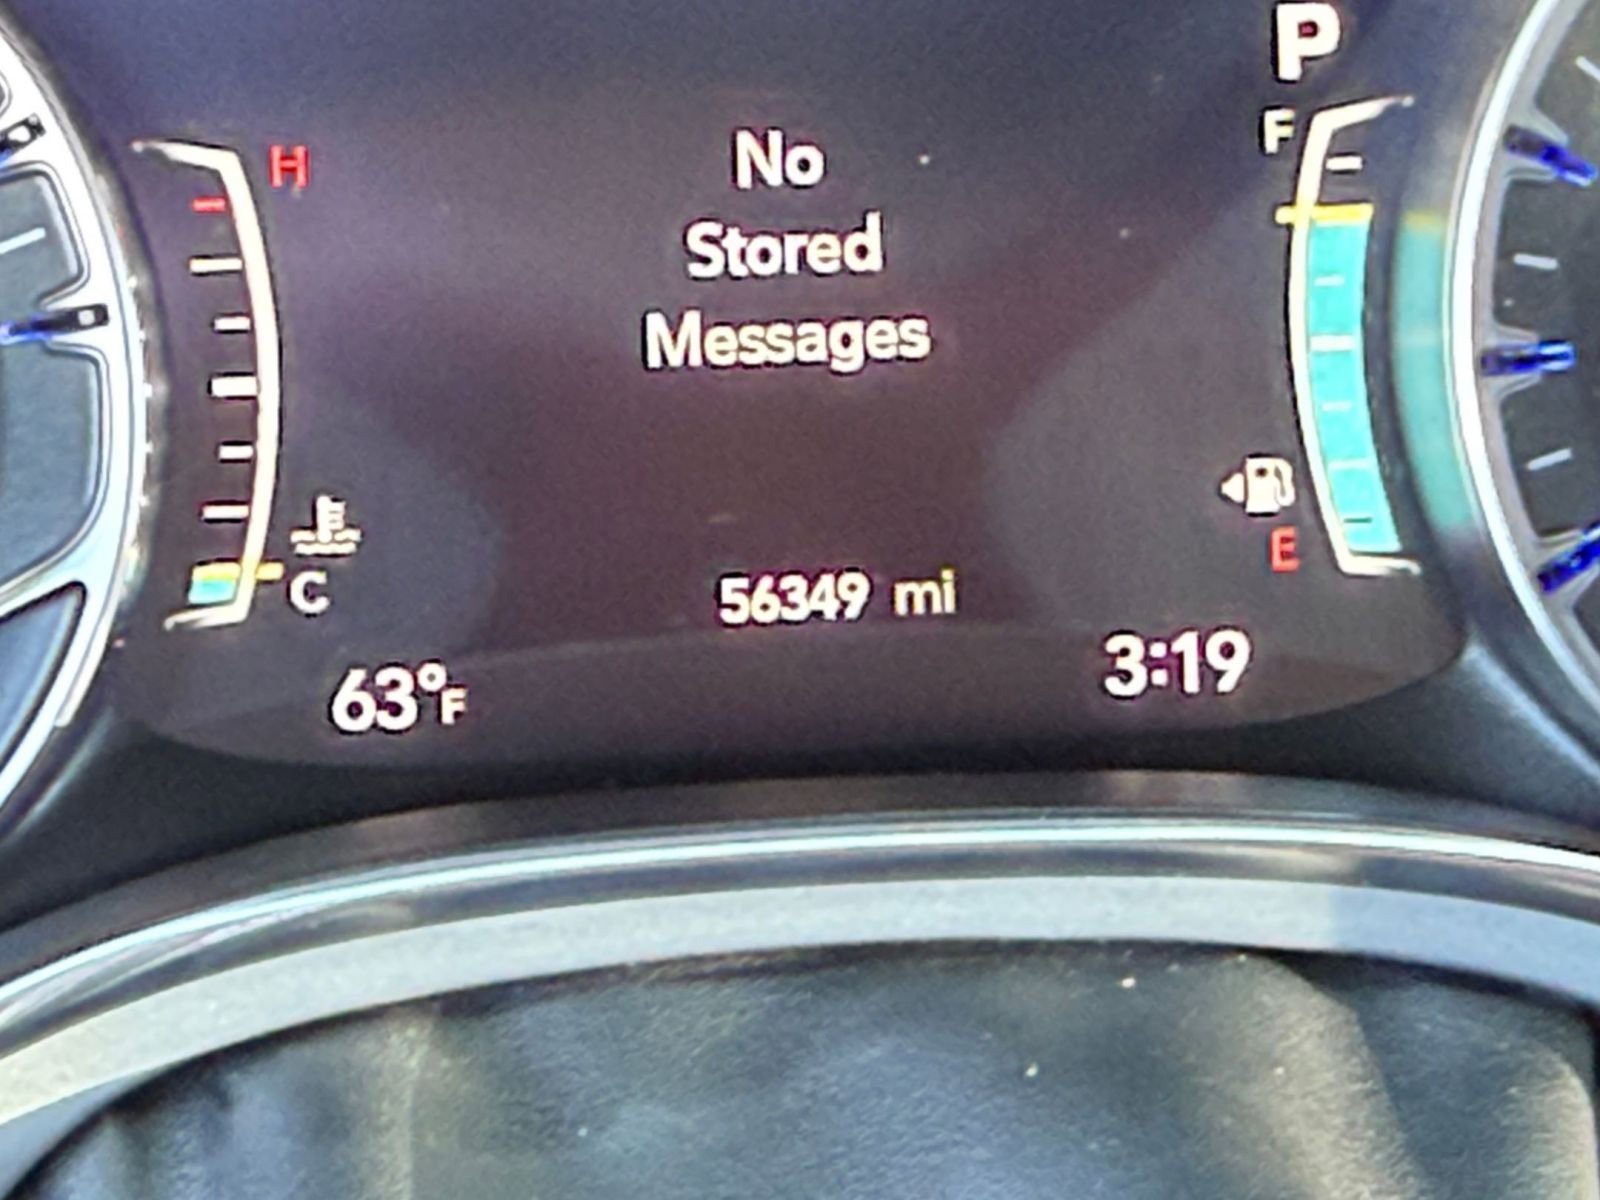 P
F
H
No
Stored
Messages
E
C
56349 mi
63°F
3:19